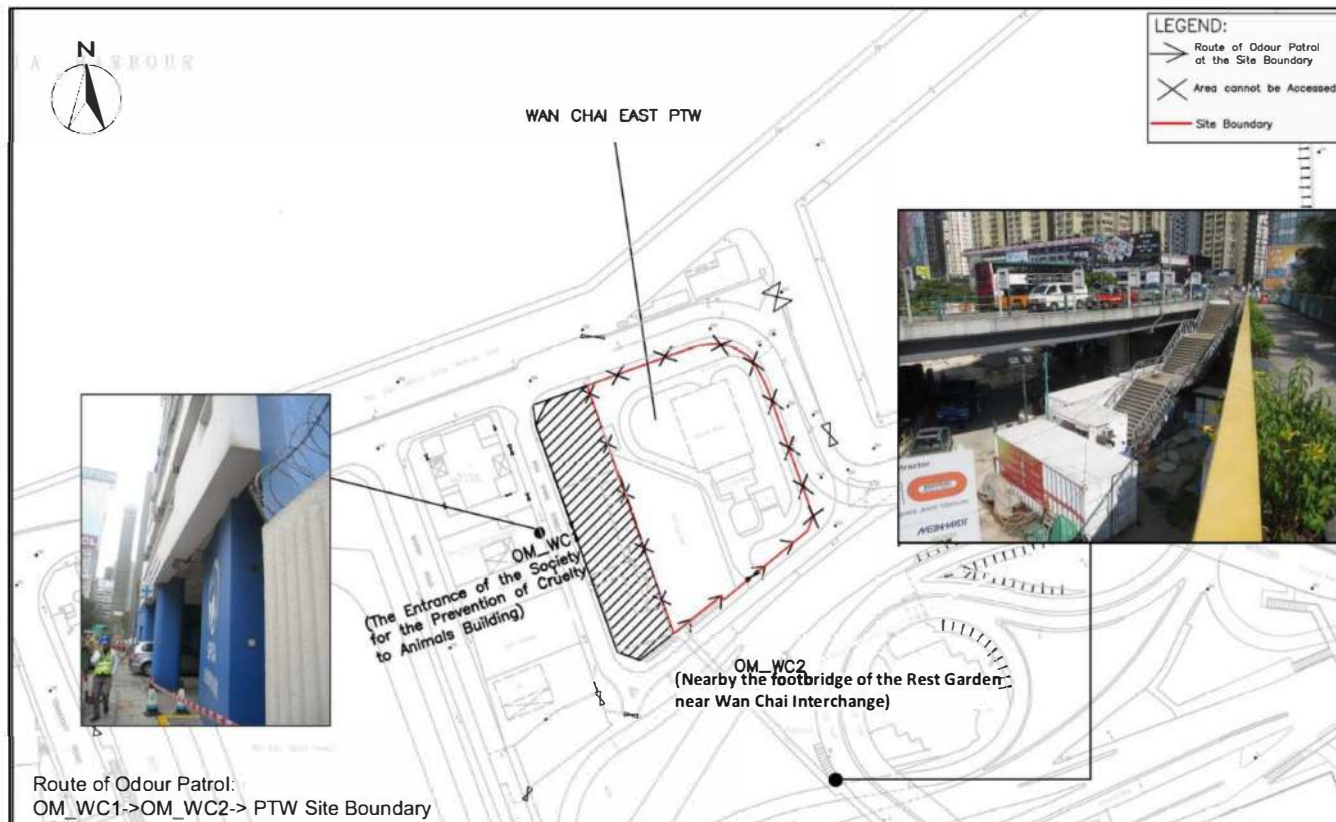 N
HARBOUR
LEGEND:
Route of Odour Patrol
at the Site Boundary
Area cannot be Accessed
Site Boundary
WAN CHAI EAST PTW
OM_WC1
(The Entrance of the Society
for the Prevention of Cruelty
to Animals Building)
MEINHARDT
OM_WC2
(Nearby the footbridge of the Rest Garden
near Wan Chai Interchange)
Route of Odour Patrol:
OM_WC1->OM_WC2-> PTW Site Boundary